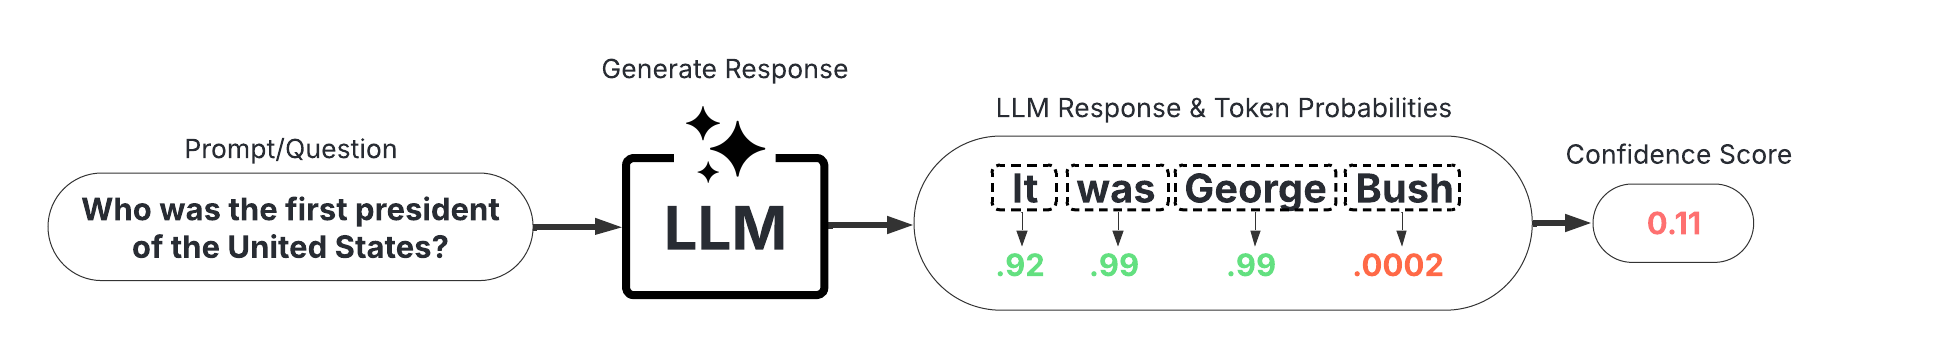 Generate Response
Prompt/Question
Who was the first president
of the United States?
LLM
LLM Response & Token Probabilities
It was George Bush
.92 .99 .99 .0002
Confidence Score
0.11